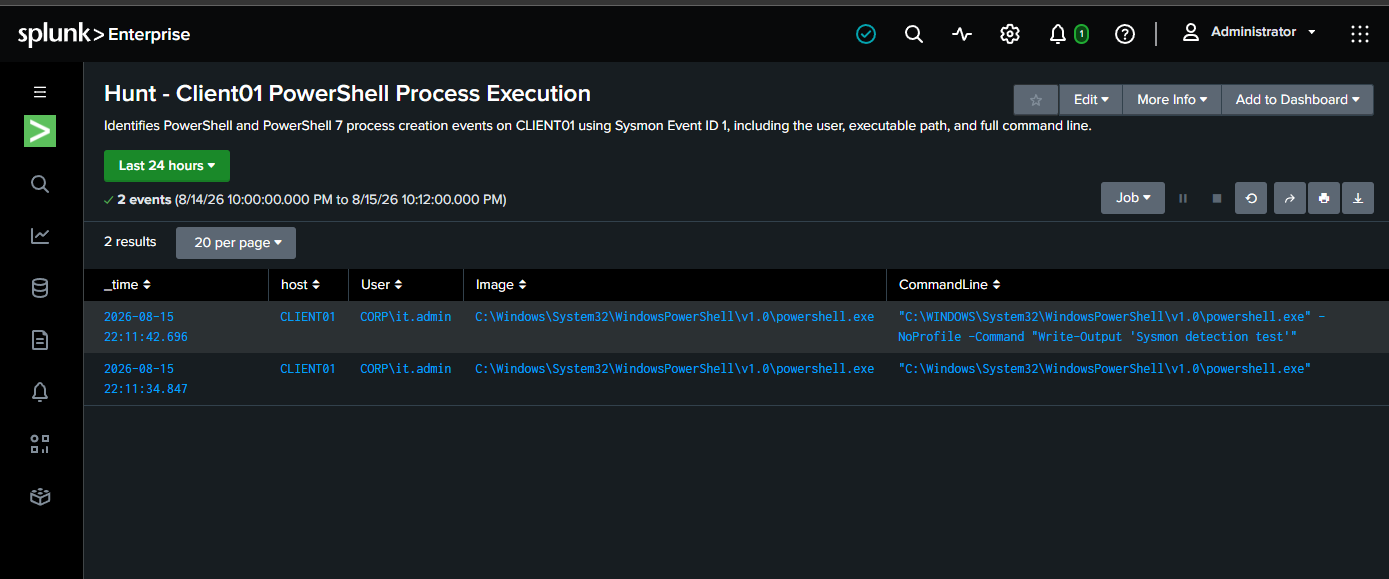 splunk> Enterprise
1
Administrator
Hunt - Client01 PowerShell Process Execution
Edit
More Info
Add to Dashboard
Identifies PowerShell and PowerShell 7 process creation events on CLIENT01 using Sysmon Event ID 1, including the user, executable path, and full command line.
Last 24 hours
2 events (8/14/26 10:00:00.000 PM to 8/15/26 10:12:00.000 PM)
Job
2 results
20 per page
_time host User Image CommandLine
2026-08-15 CLIENT01 CORP\it.admin C:\Windows\System32\WindowsPowerShell\v1.0\powershell.exe "C:\WINDOWS\System32\WindowsPowerShell\v1.0\powershell.exe" -
22:11:42.696 NoProfile -Command "Write-Output 'Sysmon detection test'"
2026-08-15 CLIENT01 CORP\it.admin C:\Windows\System32\WindowsPowerShell\v1.0\powershell.exe "C:\Windows\System32\WindowsPowerShell\v1.0\powershell.exe"
22:11:34.847